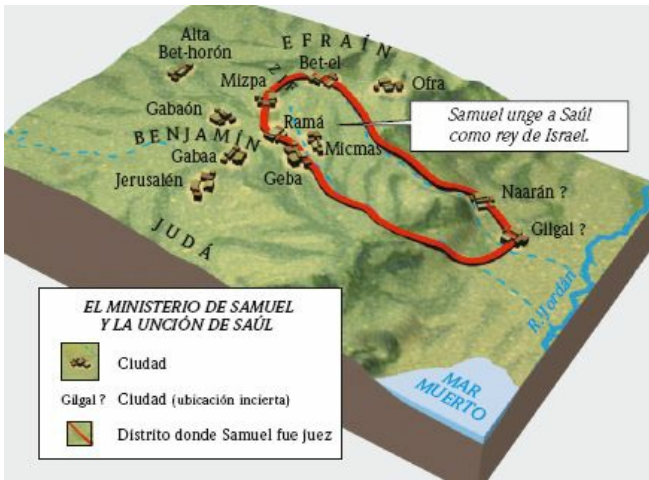 EFRAÍN
Alta
Bet-horón
Bet-el
Mizpa
ZUF
Ofra
Gabaón
Ramá
Samuel unge a Saúl
como rey de Israel.
BENJAMÍN
Micmas
Gabaa
Geba
Jerusalén
Naarán ?
Gilgal ?
JUDÁ
R. Jordán
EL MINISTERIO DE SAMUEL
Y LA UNCIÓN DE SAÚL
Ciudad
Gilgal ? Ciudad (ubicación incierta)
Distrito donde Samuel fue juez
MAR
MUERTO